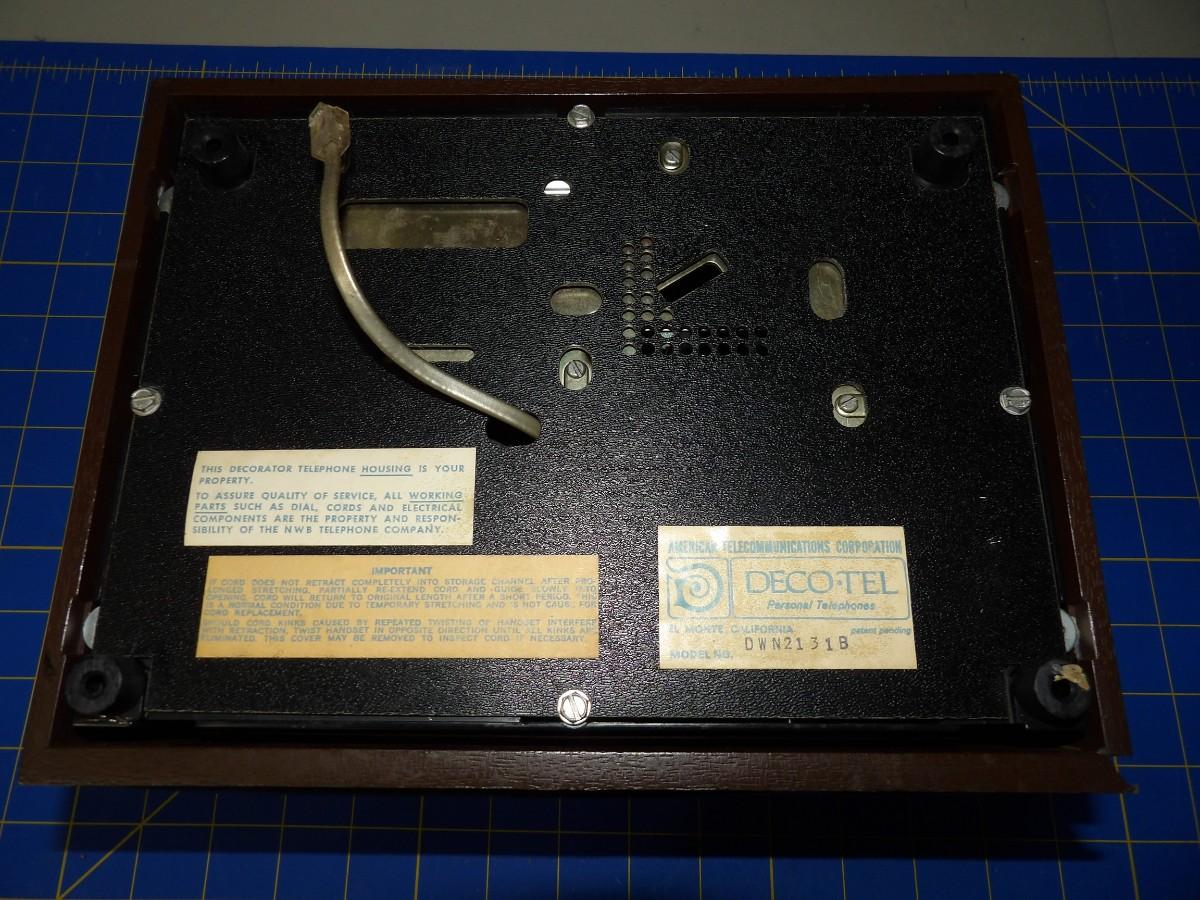 THIS DECORATOR TELEPHONE HOUSING IS YOUR
PROPERTY.
TO ASSURE QUALITY OF SERVICE, ALL WORKING
PARTS SUCH AS DIAL, CORDS AND ELECTRICAL
COMPONENTS ARE THE PROPERTY AND RESPON-
SIBILITY OF THE NWB TELEPHONE COMPANY.
IMPORTANT
IF CORD DOES NOT RETRACT COMPLETELY INTO STORAGE CHANNEL AFTER PRO-
LONGED STRETCHING, PARTIALLY RE-EXTEND CORD AND GUIDE SLOWLY INTO
OPENING. CORD WILL RETURN TO ORIGINAL LENGTH AFTER A SHORT PERIOD. THIS
IS A NORMAL CONDITION DUE TO TEMPORARY STRETCHING AND IS NOT CAUSE FOR
CORD REPLACEMENT.
SHOULD CORD KINKS CAUSED BY REPEATED TWISTING OF HANDSET INTERFERE
WITH RETRACTION, TWIST HANDSET IN OPPOSITE DIRECTION UNTIL ALL KINKS ARE
ELIMINATED. THIS COVER MAY BE REMOVED TO INSPECT CORD IF NECESSARY.
AMERICAN TELECOMMUNICATIONS CORPORATION
DECO·TEL
Personal Telephones
EL MONTE, CALIFORNIA patent pending
MODEL NO. DWN2131B